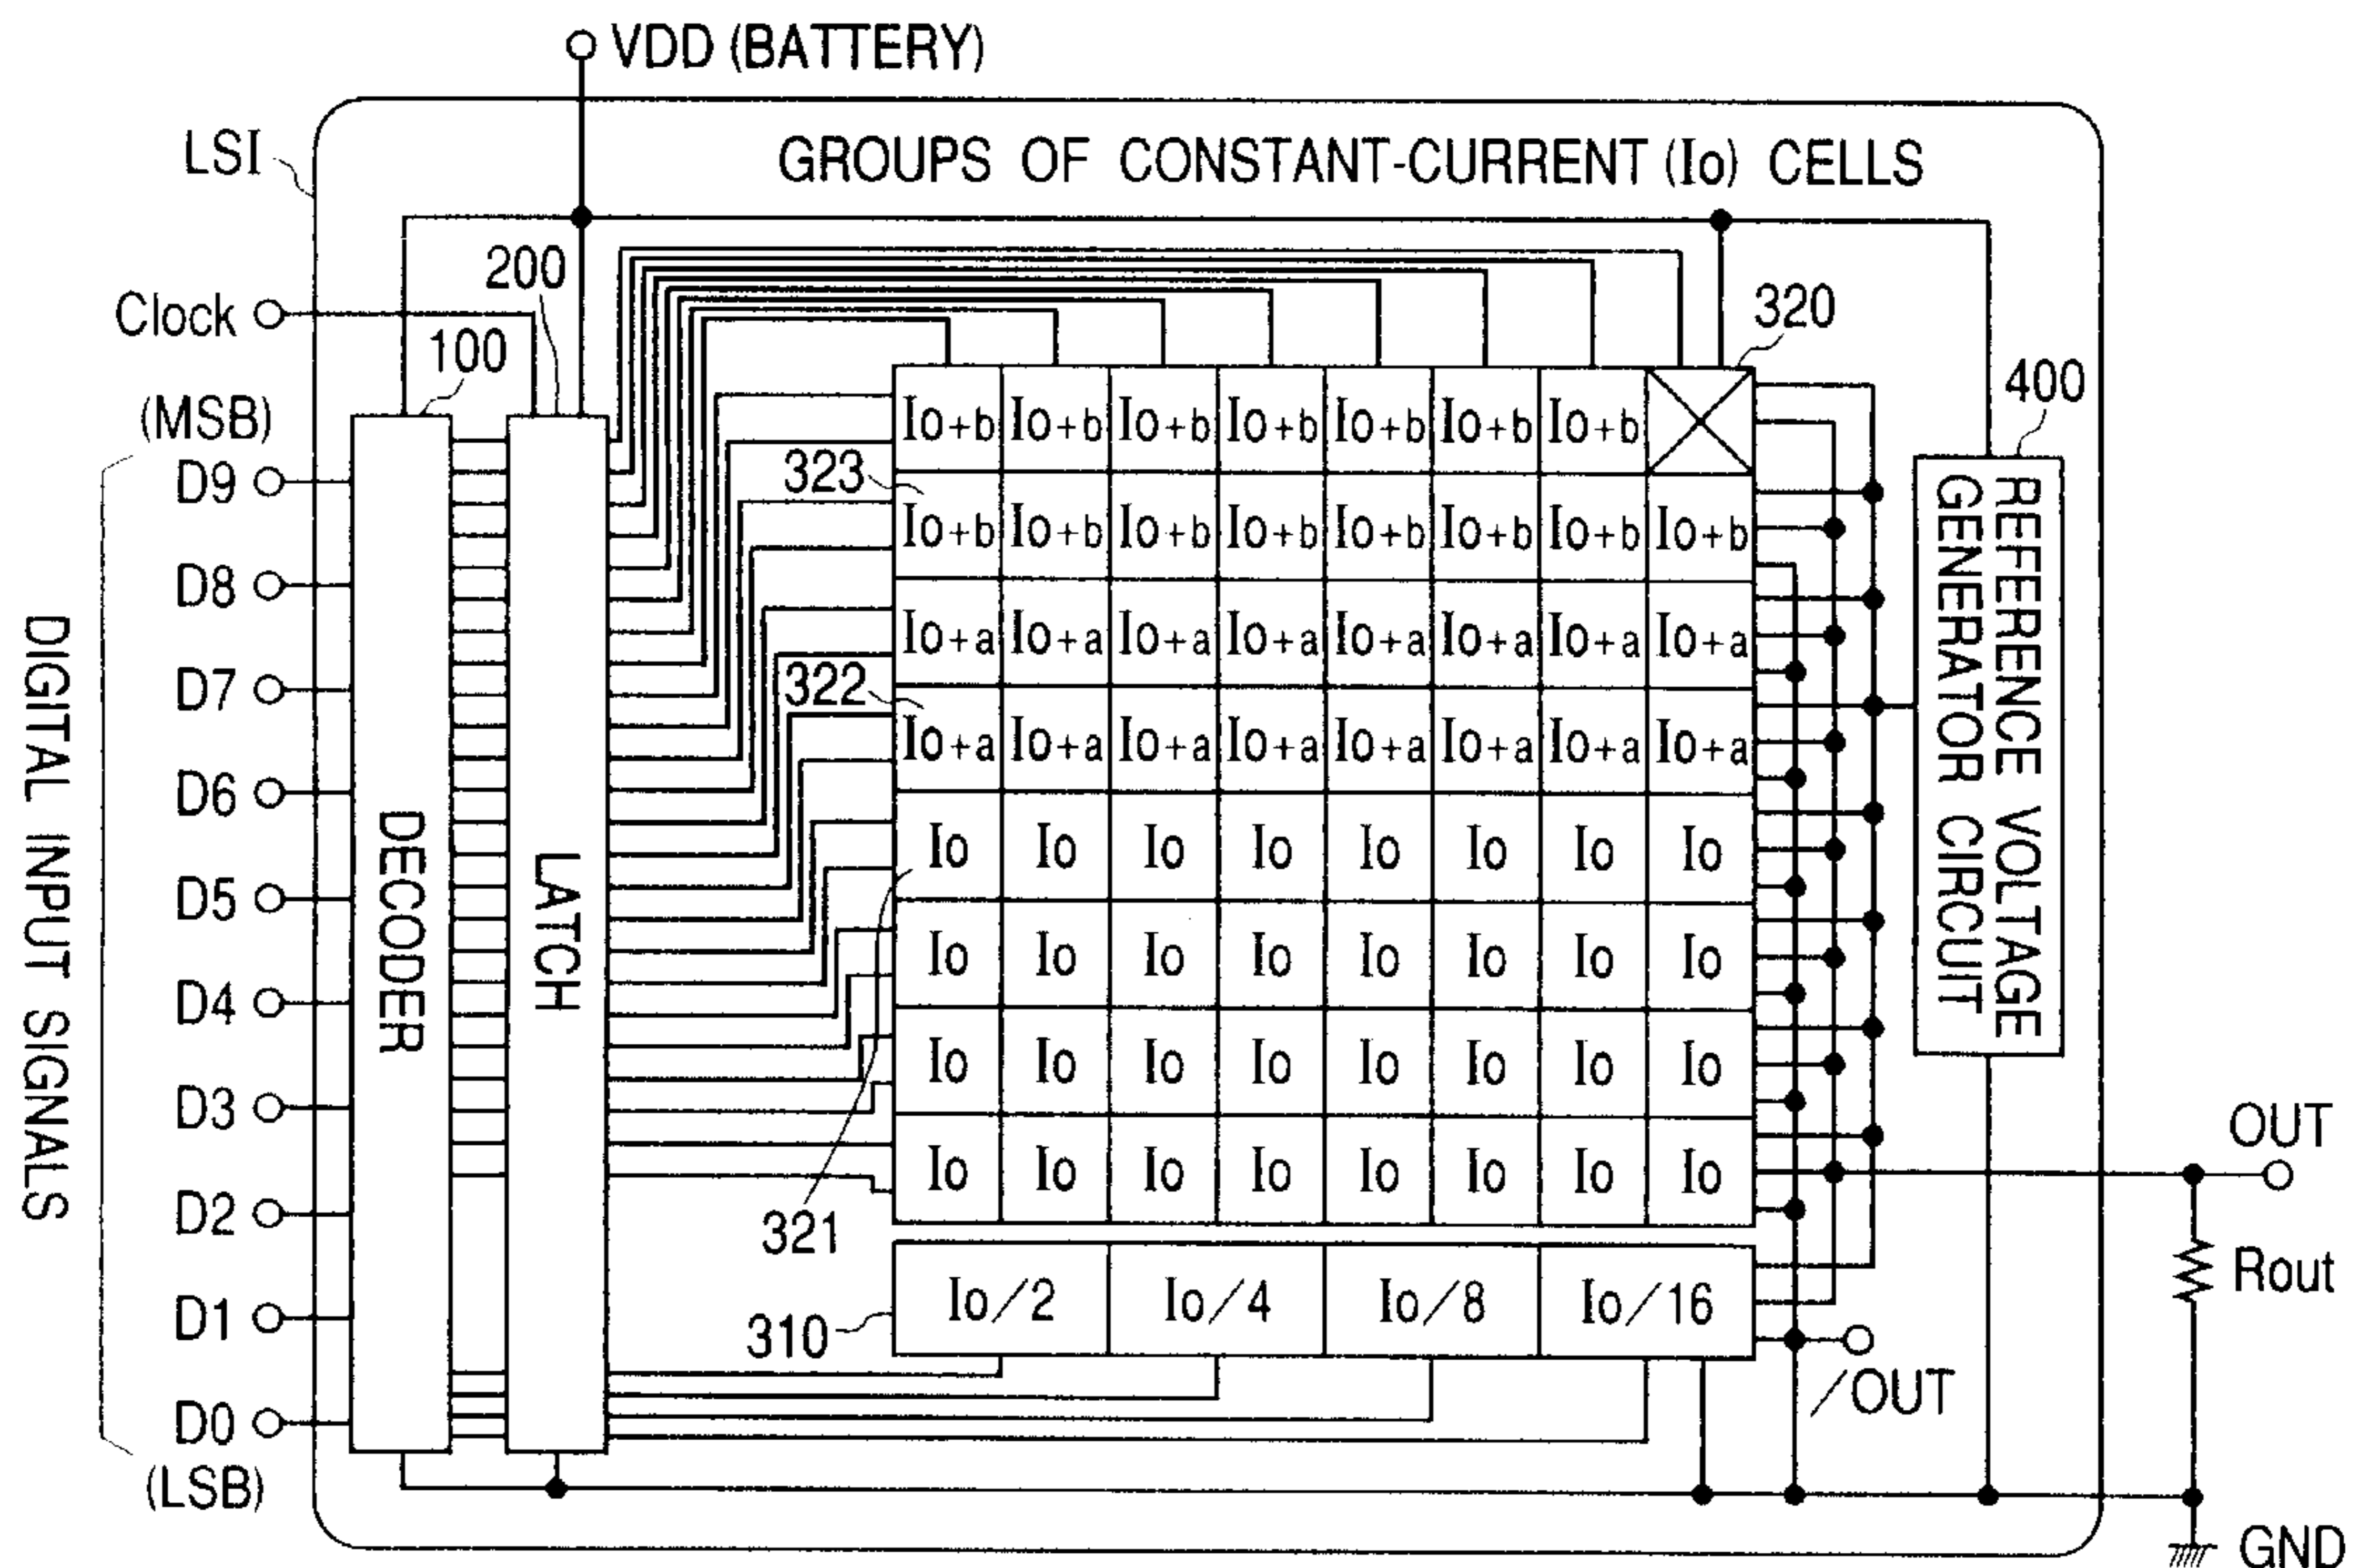 VDD (BATTERY)
LSI
GROUPS OF CONSTANT-CURRENT (Io) CELLS
Clock
200
100
320
400
(MSB)
D9
D8
D7
D6
D5
D4
D3
D2
D1
D0
(LSB)
DIGITAL INPUT SIGNALS
DECODER
LATCH
323
322
321
310
Io+b Io+b Io+b Io+b Io+b Io+b Io+b
Io+b Io+b Io+b Io+b Io+b Io+b Io+b Io+b
Io+a Io+a Io+a Io+a Io+a Io+a Io+a Io+a
Io+a Io+a Io+a Io+a Io+a Io+a Io+a Io+a
Io Io Io Io Io Io Io Io
Io Io Io Io Io Io Io Io
Io Io Io Io Io Io Io Io
Io Io Io Io Io Io Io Io
Io/2 Io/4 Io/8 Io/16
REFERENCE VOLTAGE
GENERATOR CIRCUIT
OUT
Rout
/OUT
GND